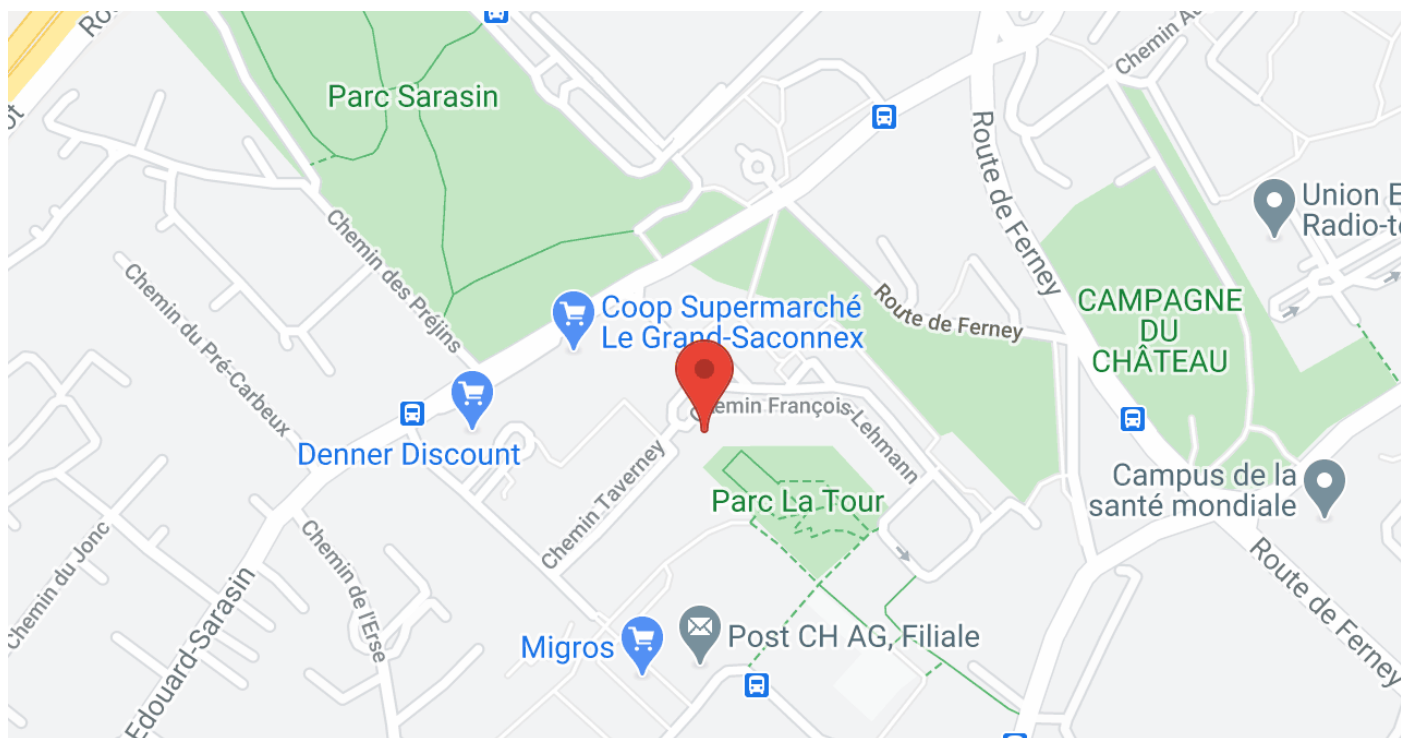 Parc Sarasin
Chemin
Route de Ferney
Union E
Radio-t
Chemin des Préjins
Chemin du Pré-Carbeux
Coop Supermarché
Le Grand-Saconnex
Route de Ferney
CAMPAGNE
DU
CHÂTEAU
Chemin François-Lehmann
Denner Discount
Chemin Taverney
Parc La Tour
Campus de la
santé mondiale
Chemin du Jonc
Chemin de l'Erse
Edouard-Sarasin
Migros
Post CH AG, Filiale
Route de Ferney